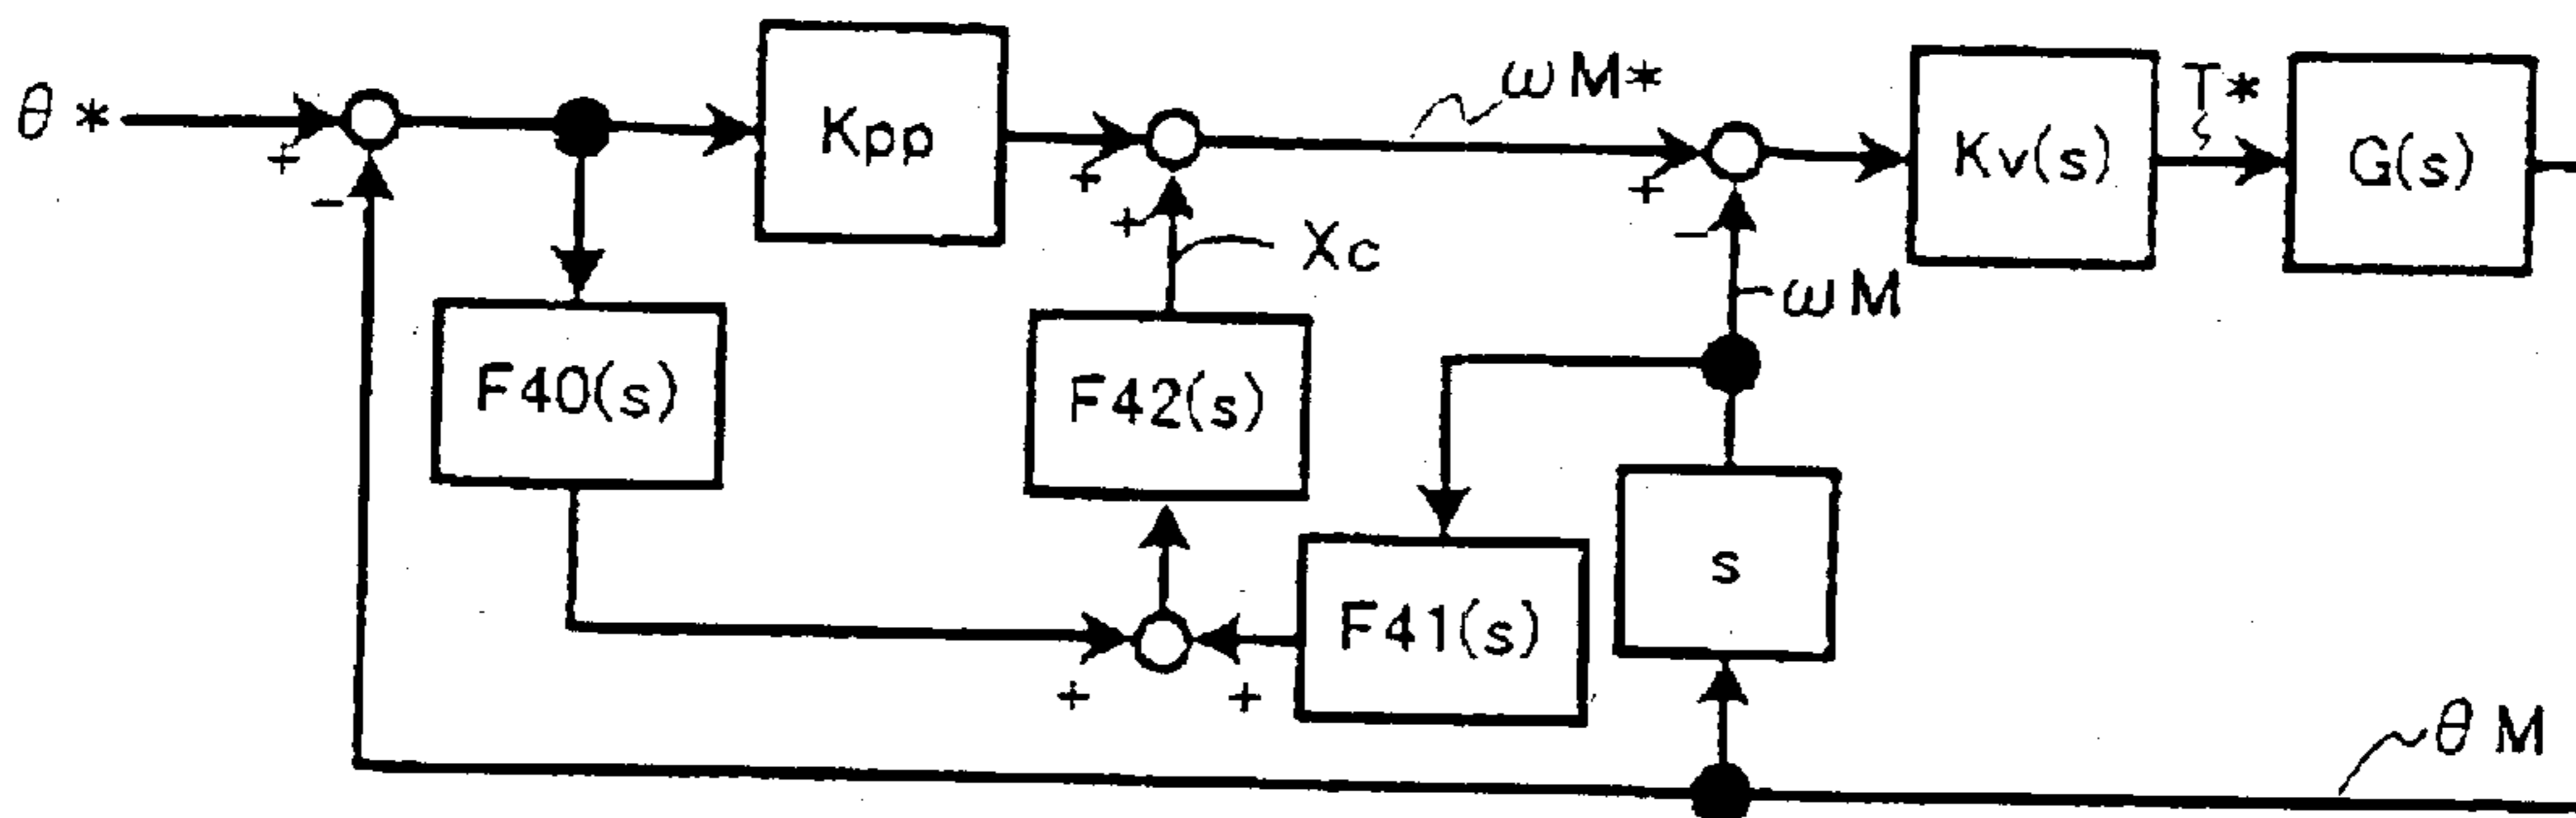 θ*
+
−
Kpp
+
+
Xc
ωM*
+
−
ωM
Kv(s)
T*
G(s)
F40(s)
F42(s)
F41(s)
s
+
+
θM